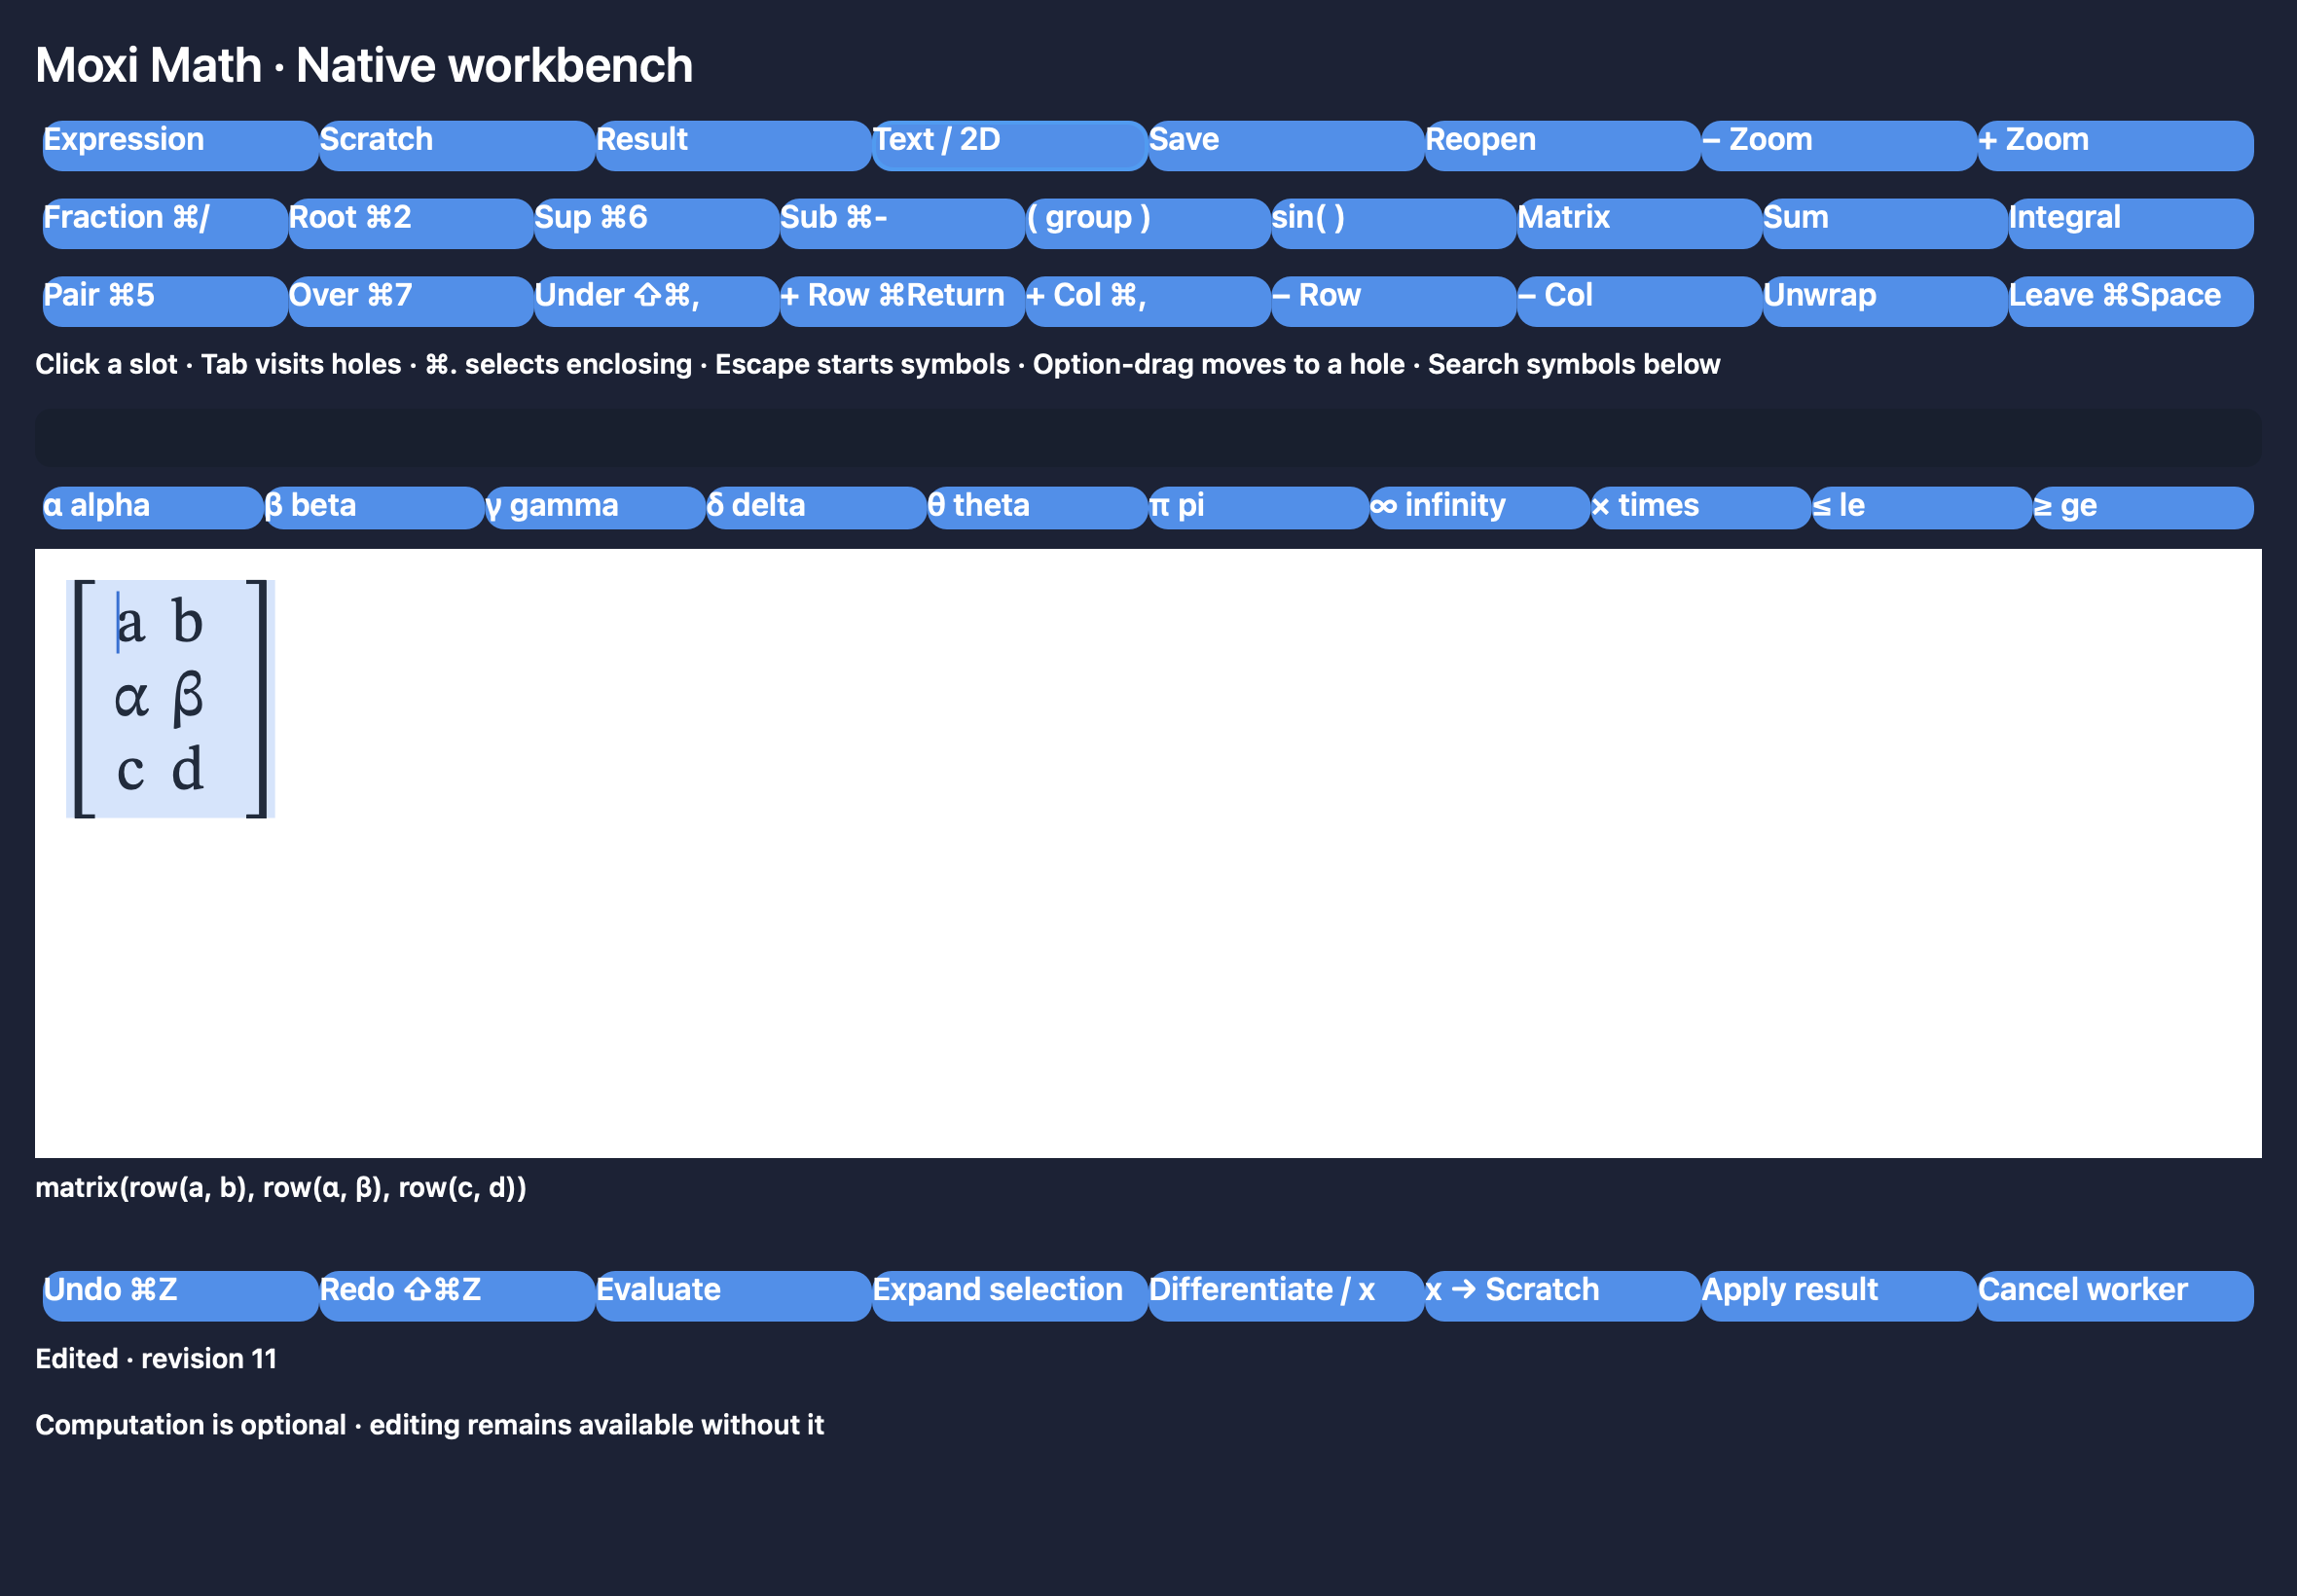 Moxi Math · Native workbench
Expression Scratch Result Text / 2D Save Reopen − Zoom + Zoom
Fraction ⌘/ Root ⌘2 Sup ⌘6 Sub ⌘- ( group ) sin( ) Matrix Sum Integral
Pair ⌘5 Over ⌘7 Under ⇧⌘, + Row ⌘Return + Col ⌘, − Row − Col Unwrap Leave ⌘Space
Click a slot · Tab visits holes · ⌘. selects enclosing · Escape starts symbols · Option-drag moves to a hole · Search symbols below
α alpha β beta γ gamma δ delta θ theta π pi ∞ infinity × times ≤ le ≥ ge
a b
α β
c d
matrix(row(a, b), row(α, β), row(c, d))
Undo ⌘Z Redo ⇧⌘Z Evaluate Expand selection Differentiate / x x → Scratch Apply result Cancel worker
Edited · revision 11
Computation is optional · editing remains available without it